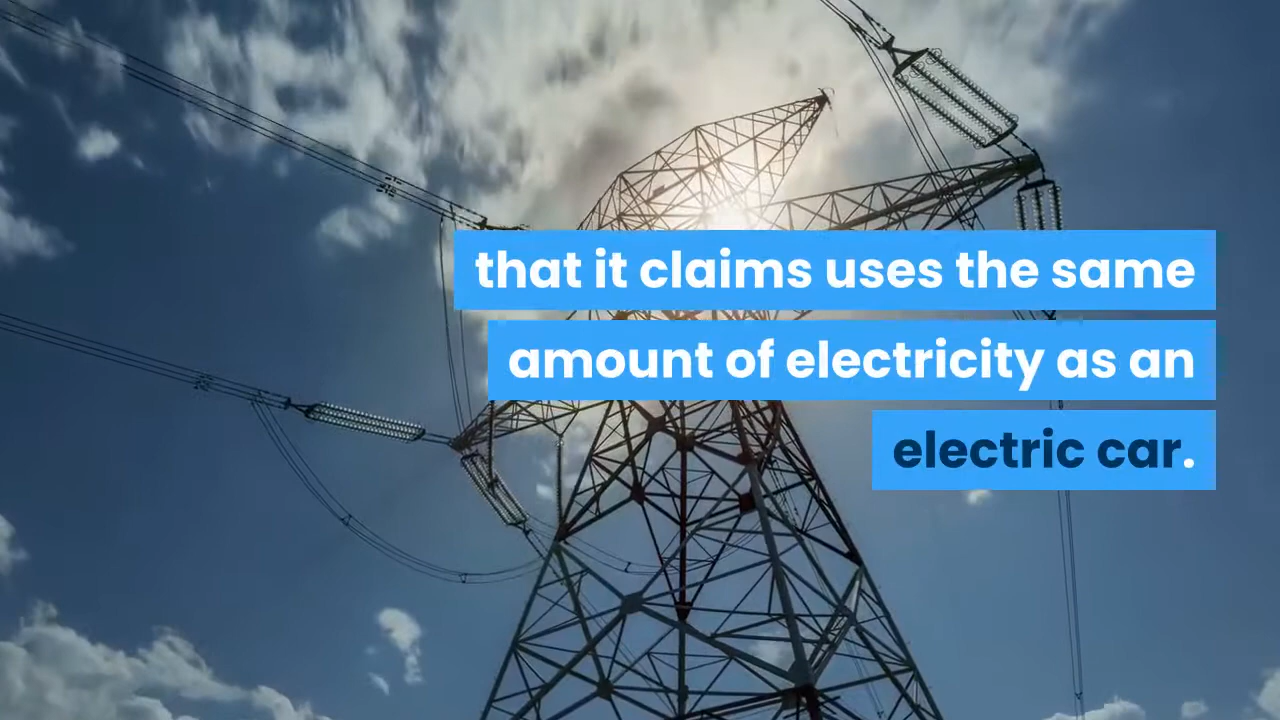 that it claims uses the same
amount of electricity as an
electric car.